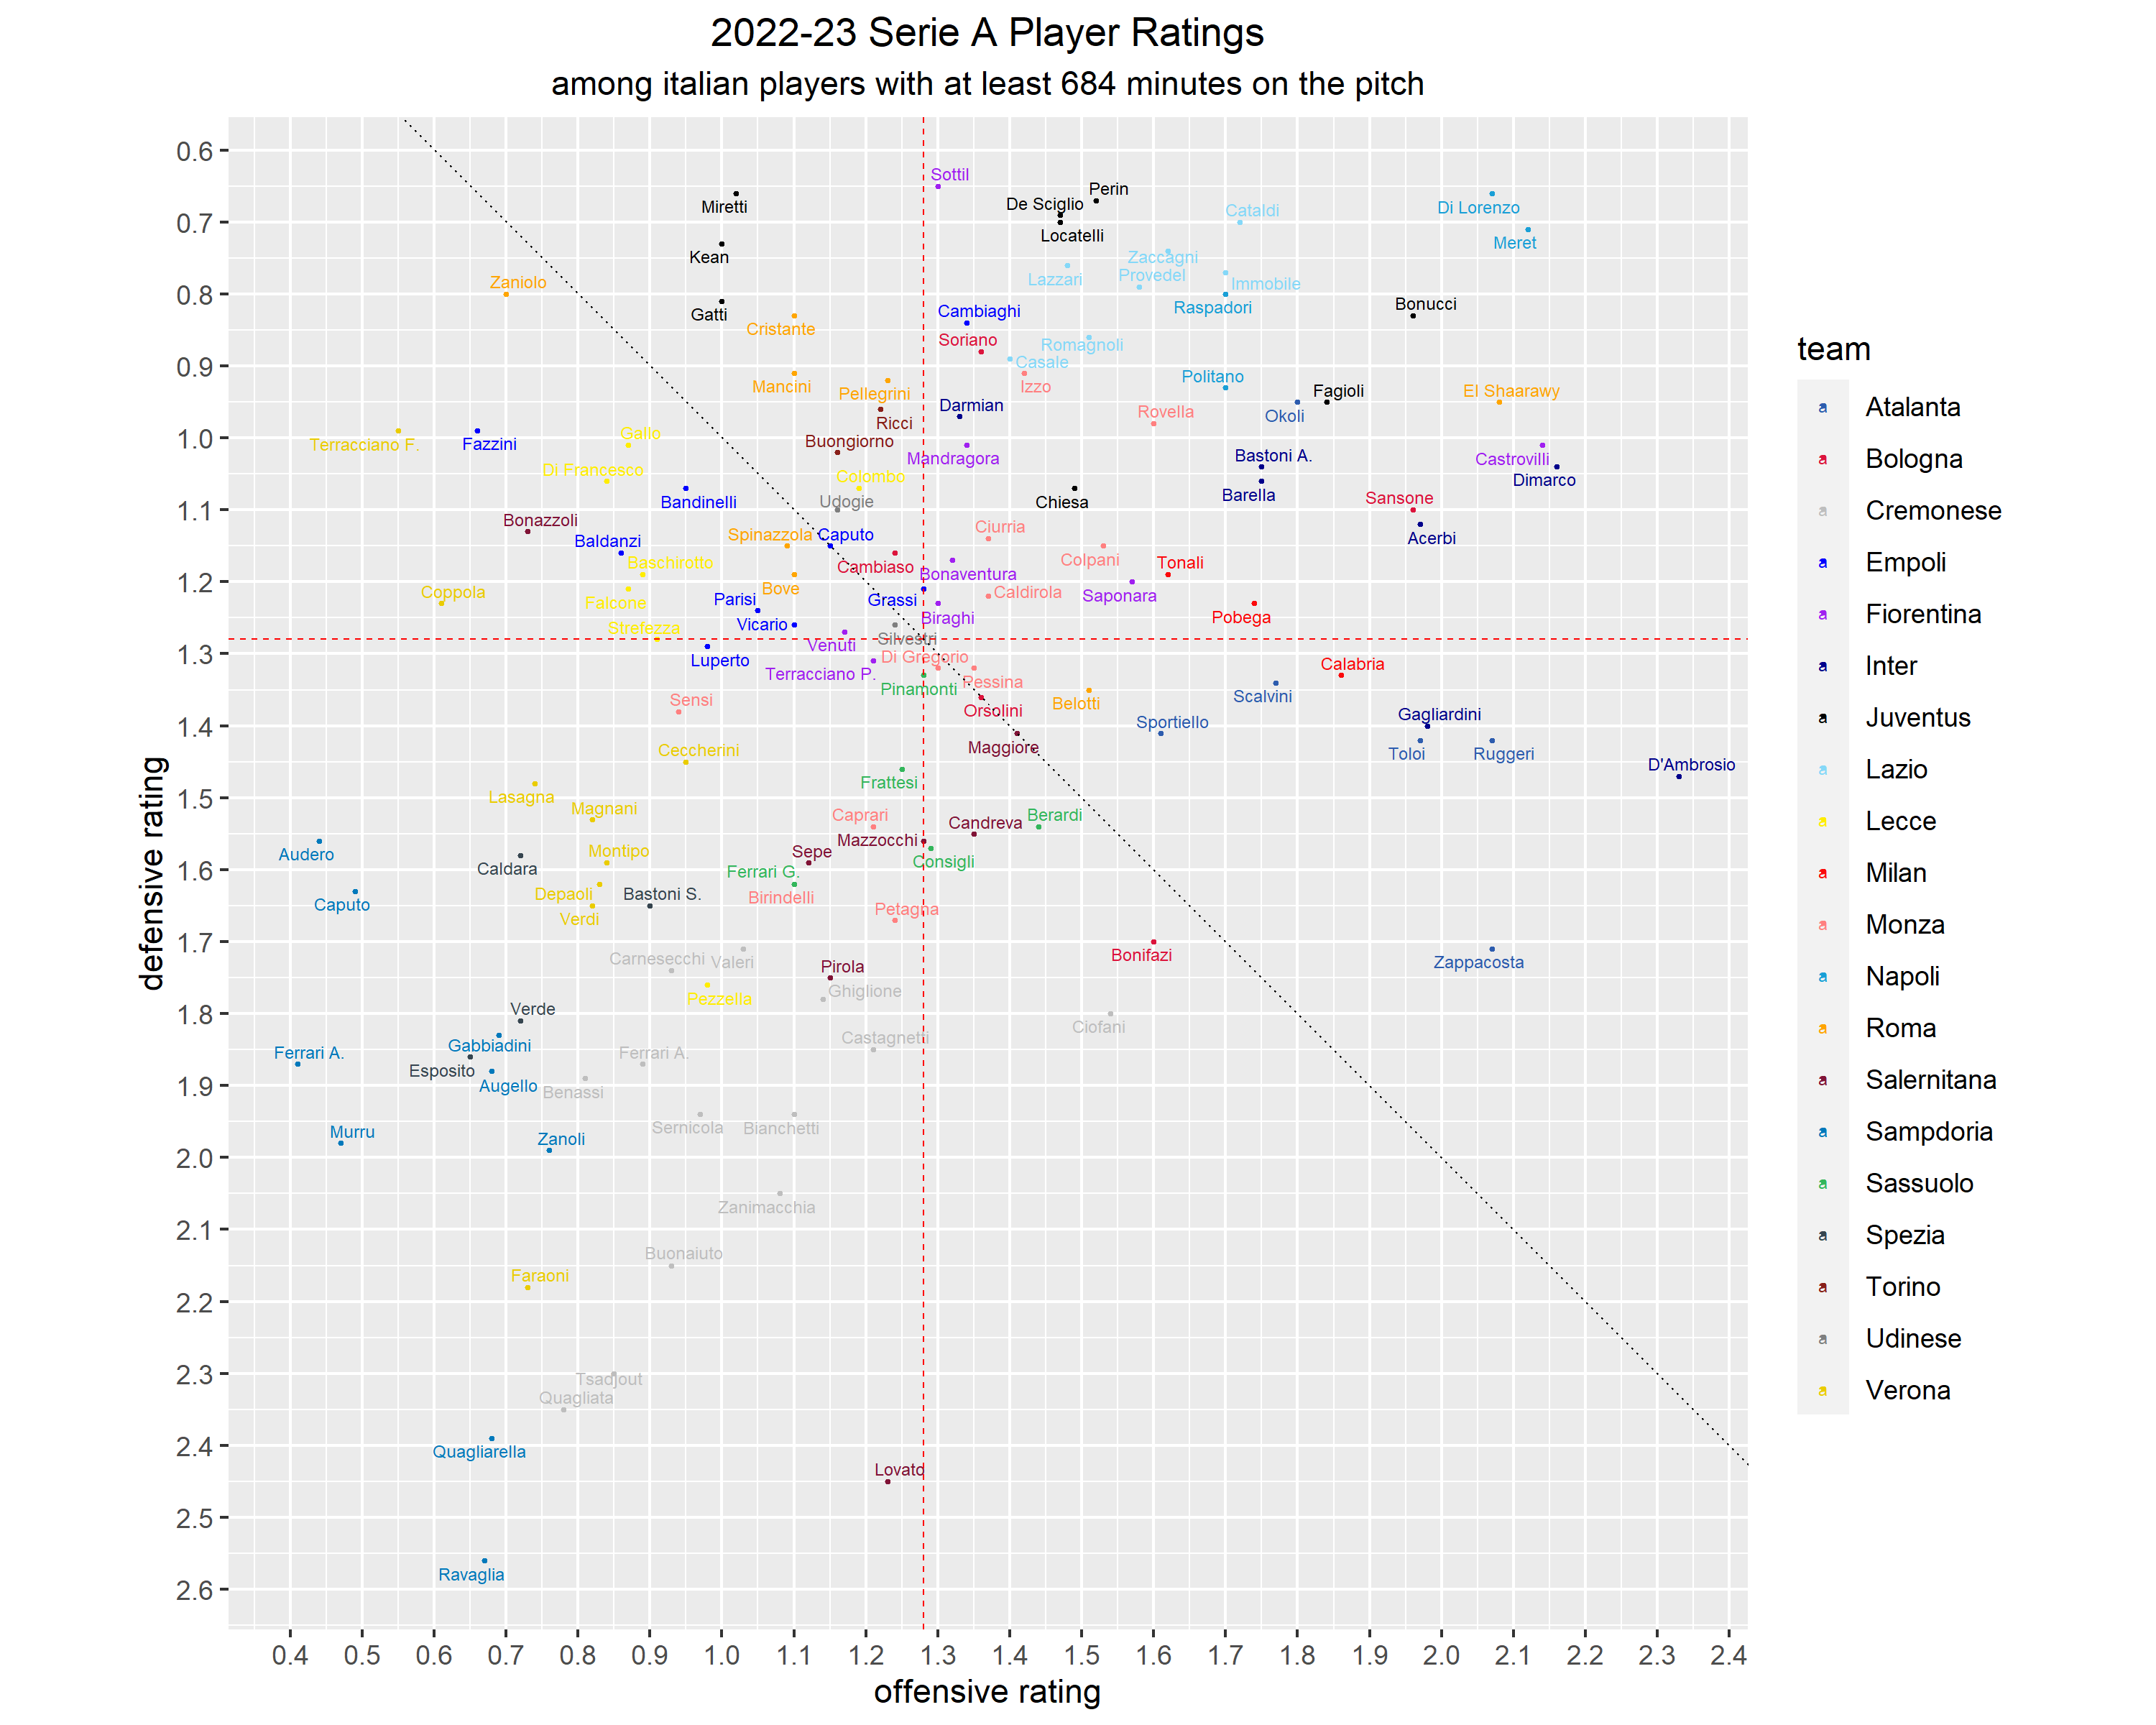 2022-23 Serie A Player Ratings
among italian players with at least 684 minutes on the pitch
defensive rating
0.6
0.7
0.8
0.9
1.0
1.1
1.2
1.3
1.4
1.5
1.6
1.7
1.8
1.9
2.0
2.1
2.2
2.3
2.4
2.5
2.6
Sottil
Perin
Miretti
De Sciglio
Di Lorenzo
Cataldi
Locatelli
Meret
Kean
Zaccagni
Lazzari
Provedel
Zaniolo
Immobile
Gatti
Cambiaghi
Raspadori
Bonucci
Cristante
Soriano
Romagnoli
Casale
Mancini
Pellegrini
Izzo
Politano
Fagioli
El Shaarawy
Darmian
Rovella
Okoli
Ricci
Terracciano F.
Fazzini
Gallo
Buongiorno
Mandragora
Bastoni A.
Castrovilli
Di Francesco
Colombo
Dimarco
Bandinelli
Udogie
Chiesa
Barella
Sansone
Bonazzoli
Ciurria
Acerbi
Baldanzi
Spinazzola
Caputo
Baschirotto
Cambiaso
Bonaventura
Colpani
Tonali
Coppola
Falcone
Bove
Parisi
Grassi
Caldirola
Saponara
Strefezza
Vicario
Biraghi
Pobega
Venuti
Silvestri
Luperto
Terracciano P.
Di Gregorio
Calabria
Sensi
Pinamonti
Pessina
Scalvini
Orsolini
Belotti
Sportiello
Gagliardini
Ceccherini
Maggiore
Toloi
Ruggeri
D'Ambrosio
Lasagna
Frattesi
Magnani
Caprari
Candreva
Berardi
Audero
Mazzocchi
Caldara
Montipo
Sepe
Consigli
Ferrari G.
Caputo
Depaoli
Bastoni S.
Birindelli
Verdi
Petagna
Carnesecchi
Valeri
Bonifazi
Zappacosta
Pirola
Pezzella
Ghiglione
Verde
Castagnetti
Ciofani
Ferrari A.
Gabbiadini
Ferrari A.
Esposito
Augello
Benassi
Murru
Zanoli
Sernicola
Bianchetti
Zanimacchia
Buonaiuto
Faraoni
Tsadjout
Quagliata
Quagliarella
Lovato
Ravaglia
0.4 0.5 0.6 0.7 0.8 0.9 1.0 1.1 1.2 1.3 1.4 1.5 1.6 1.7 1.8 1.9 2.0 2.1 2.2 2.3 2.4
offensive rating
team
a Atalanta
a Bologna
a Cremonese
a Empoli
a Fiorentina
a Inter
a Juventus
a Lazio
a Lecce
a Milan
a Monza
a Napoli
a Roma
a Salernitana
a Sampdoria
a Sassuolo
a Spezia
a Torino
a Udinese
a Verona